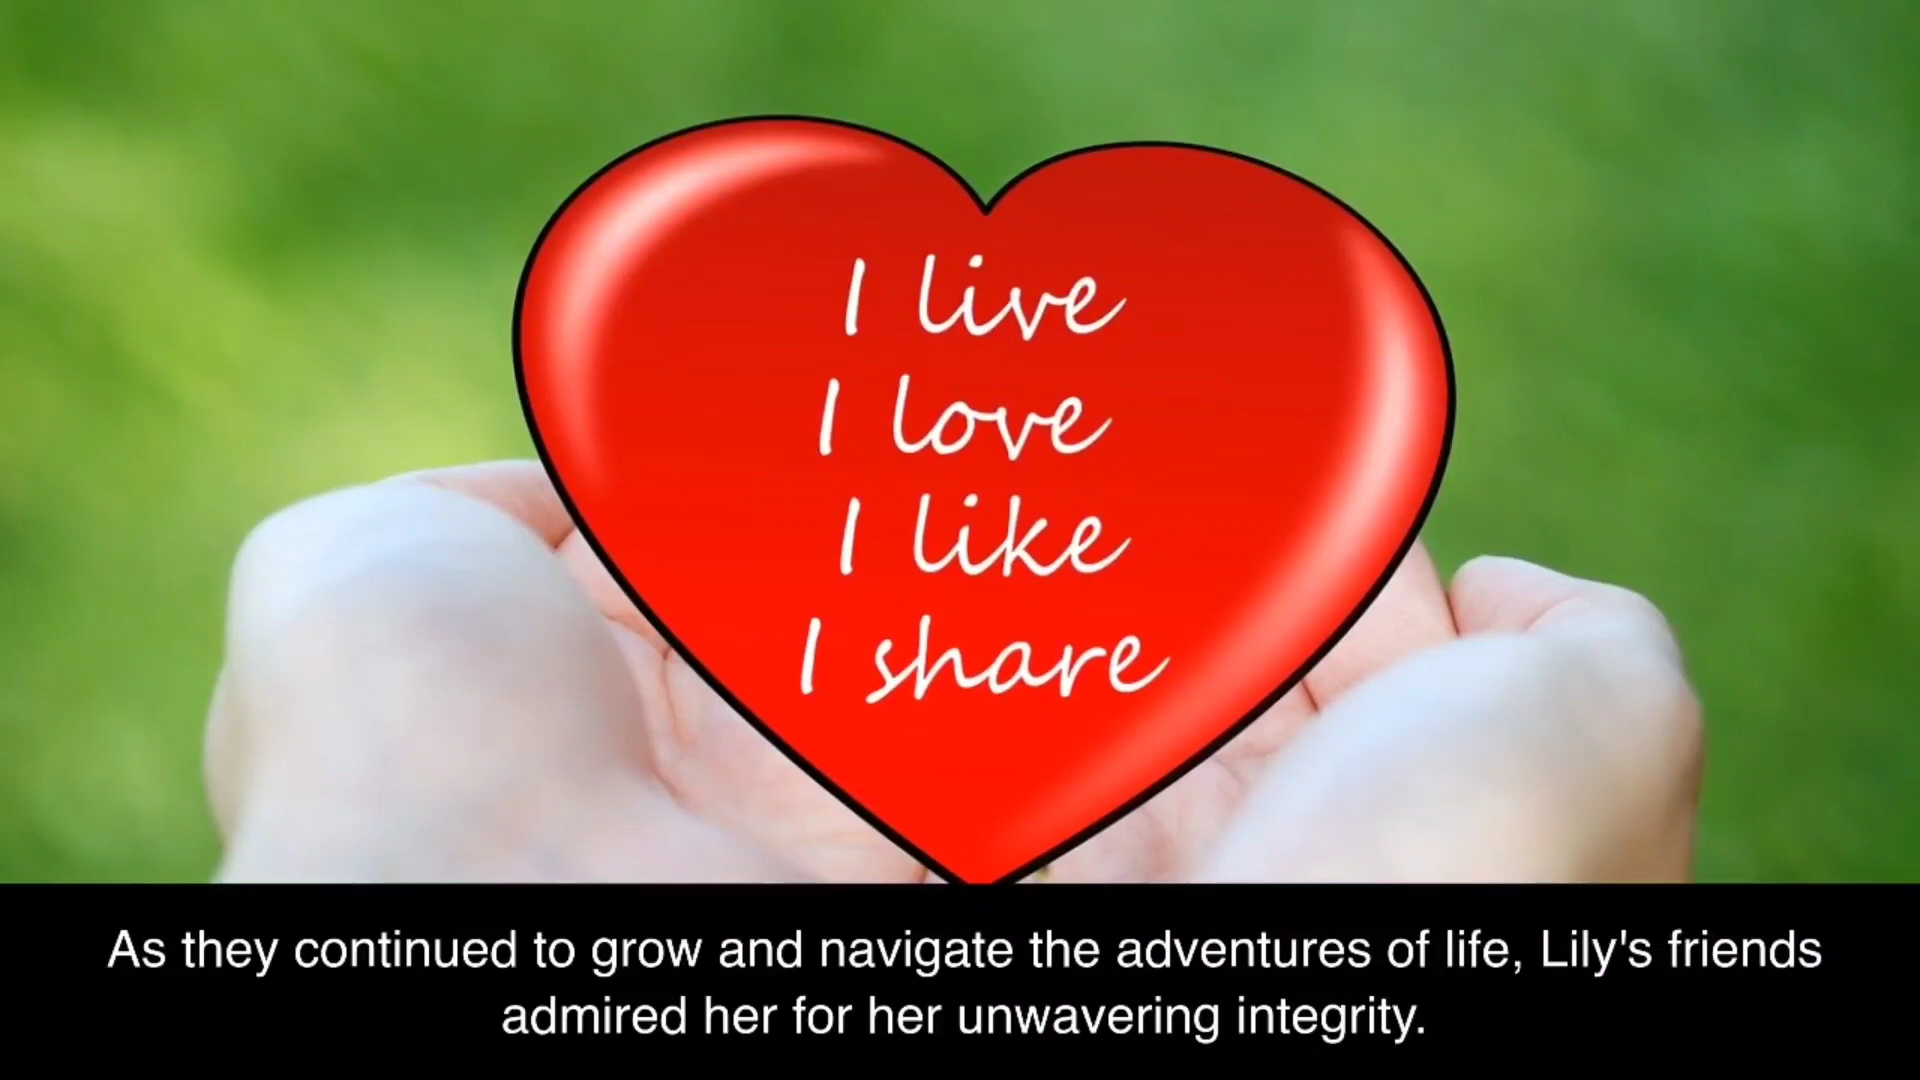 I live
I love
I like
I share
As they continued to grow and navigate the adventures of life, Lily's friends
admired her for her unwavering integrity.